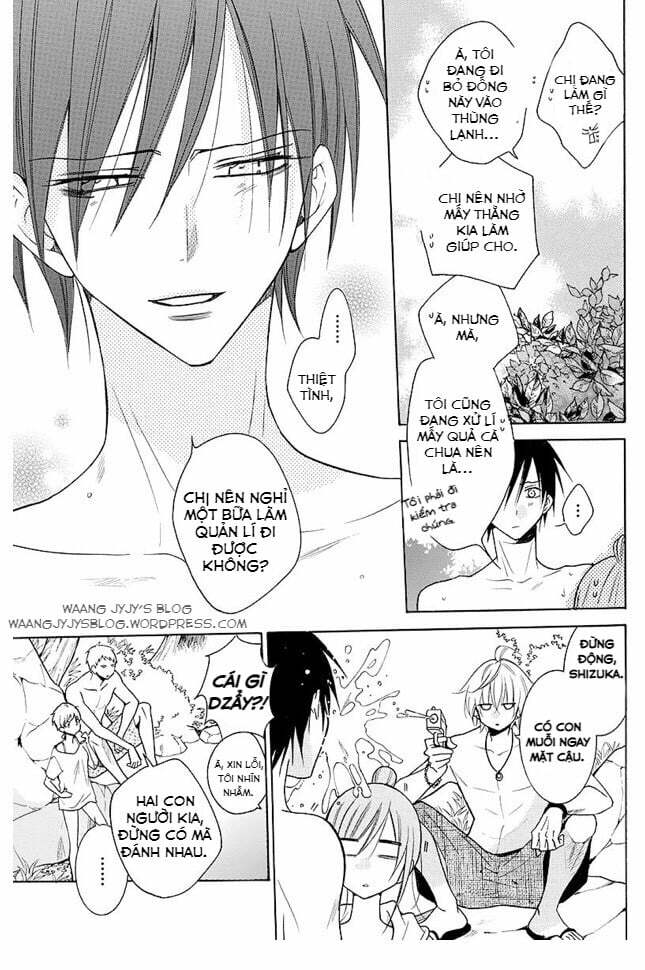 CHỊ ĐANG
LÀM GÌ
THẾ?
À, TÔI
ĐANG ĐI
BỎ ĐỐNG
NÀY VÀO
THÙNG
LẠNH...
CHỊ NÊN NHỜ
MẤY THẰNG
KIA LÀM
GIÚP CHO.
À, NHƯNG
MÀ,
TÔI CŨNG
ĐANG XỬ LÍ
MẤY QUẢ CÀ
CHUA NÊN
LÀ...
Tôi phải đi
kiểm tra
chúng
...
THIỆT
TÌNH,
...
CHỊ NÊN NGHỈ
MỘT BỮA LÀM
QUẢN LÍ ĐI
ĐƯỢC
KHÔNG?
WAANG JYJY'S BLOG
WAANGJYJYSBLOG.WORDPRESS.COM
ĐỪNG
ĐỘNG,
SHIZUKA.
CÓ CON
MUỖI NGAY
MẶT CẬU.
CÁI GÌ
DZẬY?!
À, XIN LỖI,
TÔI NHÌN
NHẦM.
HAI CON
NGƯỜI KIA,
ĐỪNG CÓ MÀ
ĐÁNH NHAU.
...